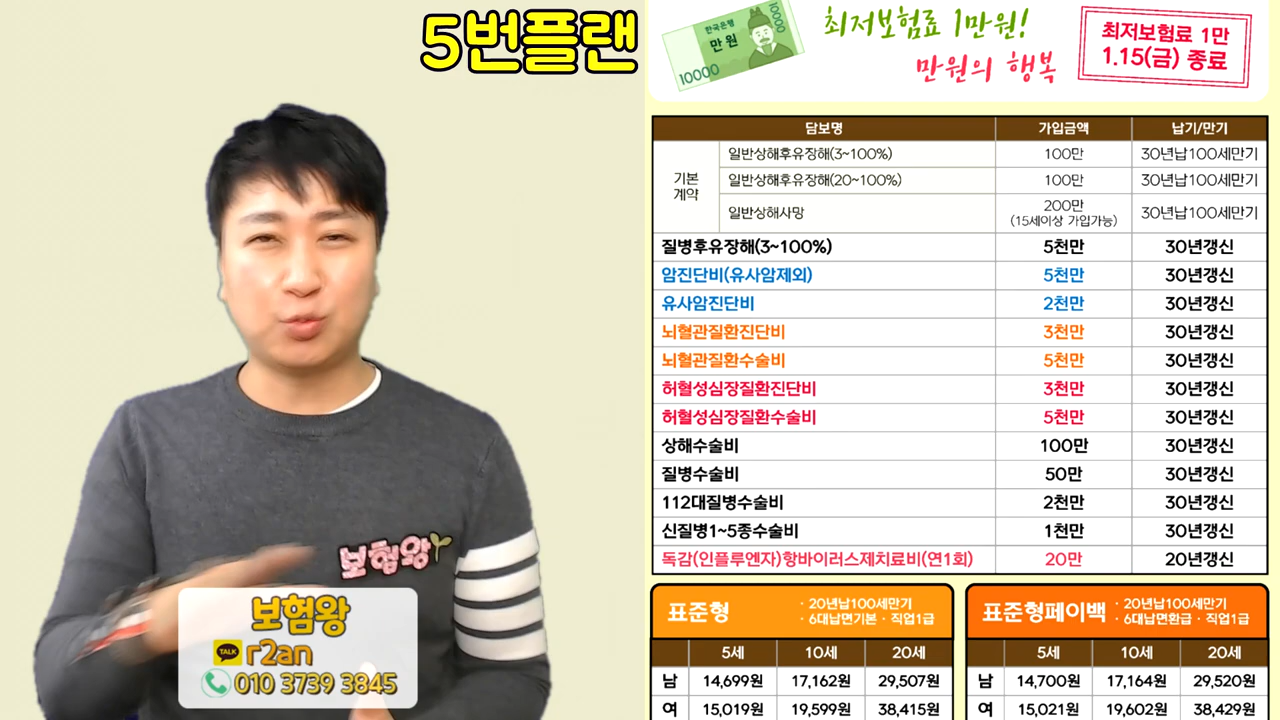 5번플랜
보험왕
보험왕
TALK r2an
010 3739 3845
한국은행
만 원
10000
10000
최저보험료 1만원!
만원의 행복
최저보험료 1만
1.15(금) 종료
담보명 가입금액 납기/만기
기본
계약
일반상해후유장해(3~100%) 100만 30년납100세만기
일반상해후유장해(20~100%) 100만 30년납100세만기
일반상해사망 200만 30년납100세만기
(15세이상 가입가능)
질병후유장해(3~100%) 5천만 30년갱신
암진단비(유사암제외) 5천만 30년갱신
유사암진단비 2천만 30년갱신
뇌혈관질환진단비 3천만 30년갱신
뇌혈관질환수술비 5천만 30년갱신
허혈성심장질환진단비 3천만 30년갱신
허혈성심장질환수술비 5천만 30년갱신
상해수술비 100만 30년갱신
질병수술비 50만 30년갱신
112대질병수술비 2천만 30년갱신
신질병1~5종수술비 1천만 30년갱신
독감(인플루엔자)항바이러스제치료비(연1회) 20만 20년갱신
표준형
· 20년납100세만기
· 6대납면기본 · 직업1급
5세 10세 20세
남 14,699원 17,162원 29,507원
여 15,019원 19,599원 38,415원
표준형페이백
· 20년납100세만기
· 6대납면환급 · 직업1급
5세 10세 20세
남 14,700원 17,164원 29,520원
여 15,021원 19,602원 38,429원